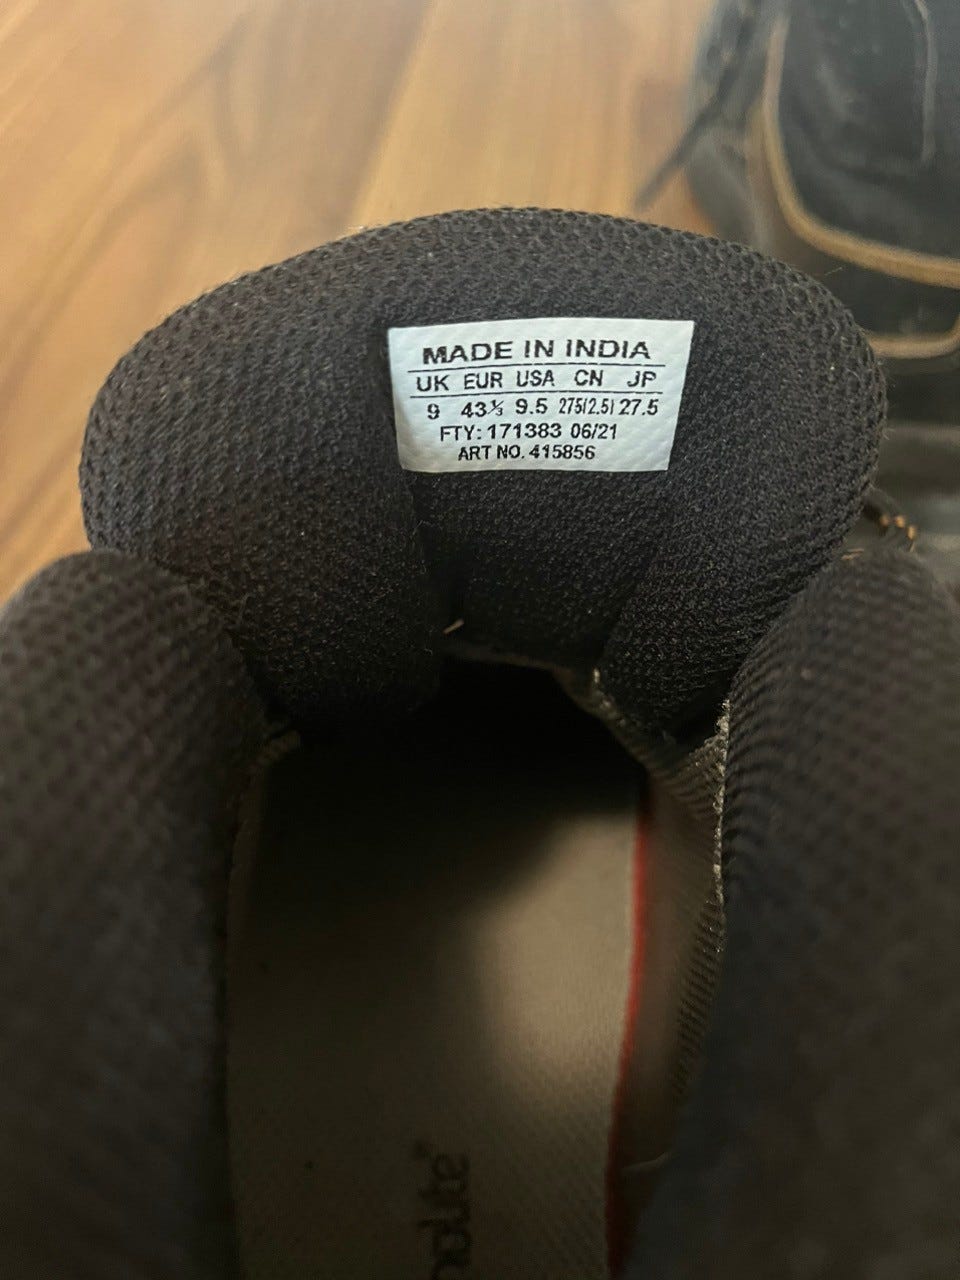 MADE IN INDIA
UK EUR USA CN JP
9 43⅓ 9.5 275(2.5) 27.5
FTY: 171383 06/21
ART NO. 415856